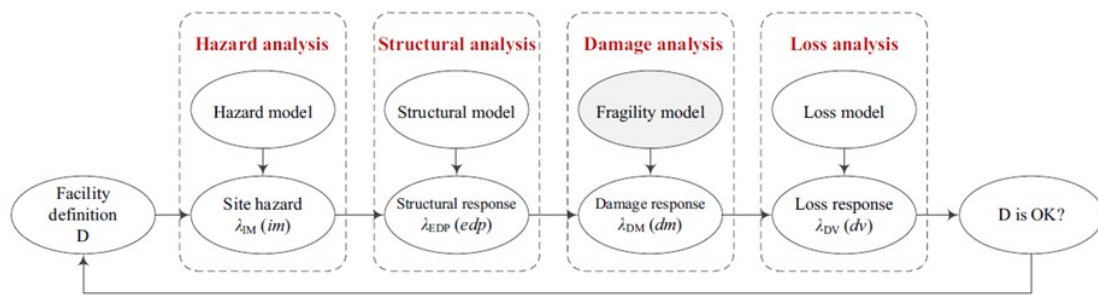 Hazard analysis
Structural analysis
Damage analysis
Loss analysis
Hazard model
Structural model
Fragility model
Loss model
Facility
definition
D
Site hazard
λIM (im)
Structural response
λEDP (edp)
Damage response
λDM (dm)
Loss response
λDV (dv)
D is OK?